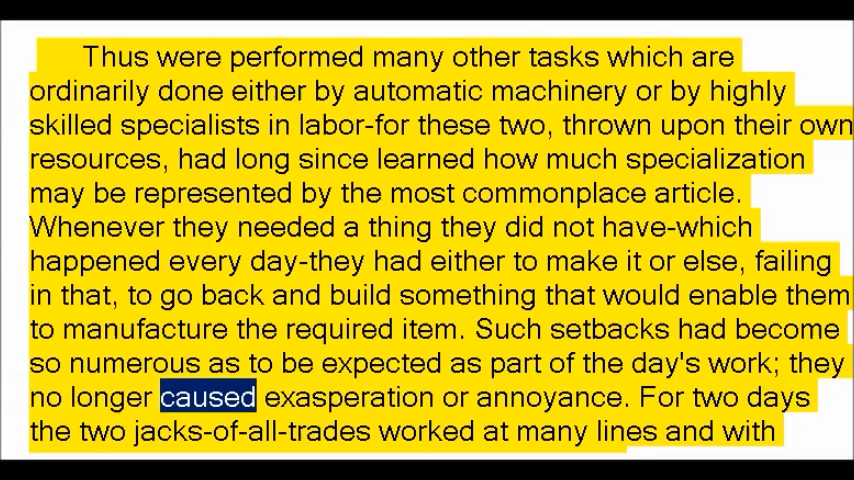 Thus were performed many other tasks which are
ordinarily done either by automatic machinery or by highly
skilled specialists in labor-for these two, thrown upon their own
resources, had long since learned how much specialization
may be represented by the most commonplace article.
Whenever they needed a thing they did not have-which
happened every day-they had either to make it or else, failing
in that, to go back and build something that would enable them
to manufacture the required item. Such setbacks had become
so numerous as to be expected as part of the day's work; they
no longer caused exasperation or annoyance. For two days
the two jacks-of-all-trades worked at many lines and with